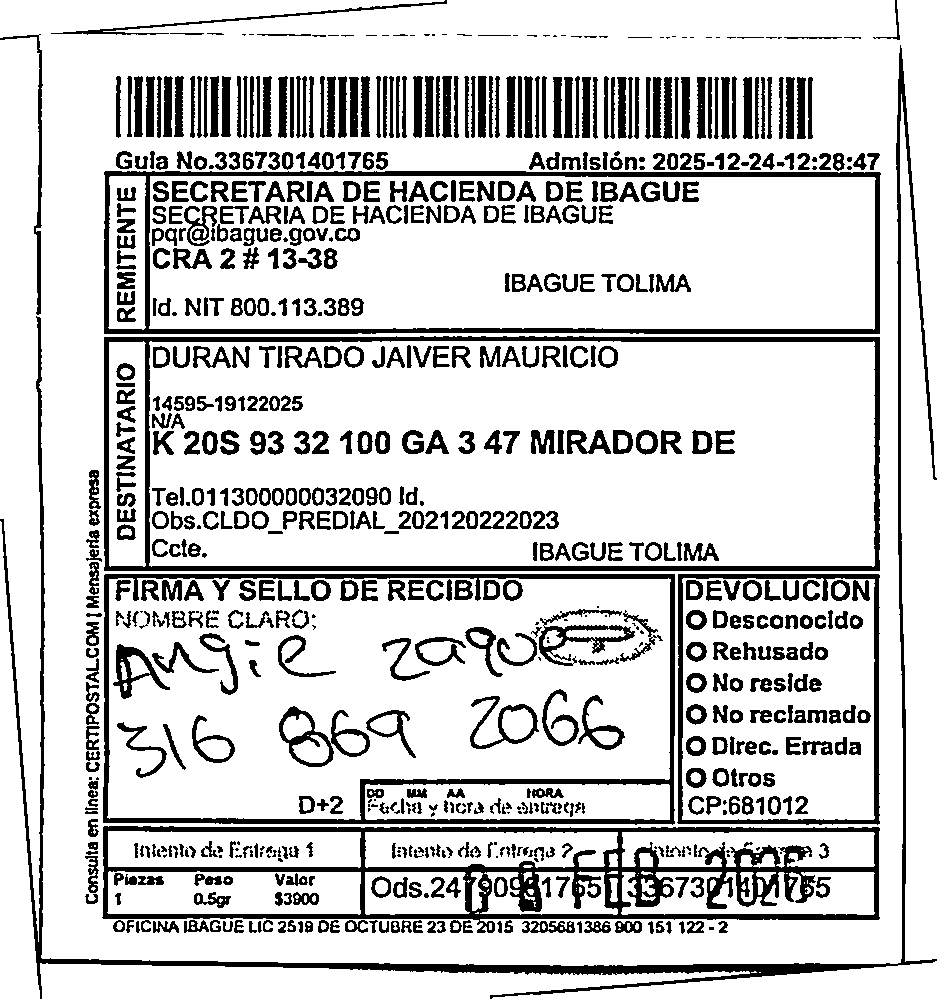 Guia No.3367301401765 Admisión: 2025-12-24-12:28:47
REMITENTE
SECRETARIA DE HACIENDA DE IBAGUE
SECRETARIA DE HACIENDA DE IBAGUE
pqr@ibague.gov.co
CRA 2 # 13-38
IBAGUE TOLIMA
Id. NIT 800.113.389
DESTINATARIO
DURAN TIRADO JAIVER MAURICIO
14595-19122025
N/A
K 20S 93 32 100 GA 3 47 MIRADOR DE
Tel.011300000032090 Id.
Obs.CLDO_PREDIAL_202120222023
Ccte.
IBAGUE TOLIMA
Consulta en linea: CERTIPOSTAL.COM | Mensajeria expresa
FIRMA Y SELLO DE RECIBIDO
NOMBRE CLARO:
Angie
316 869 2066
D+2
DD MM AA HORA
Fecha y hora de entrega
DEVOLUCION
Desconocido
Rehusado
No reside
No reclamado
Direc. Errada
Otros
CP:681012
Intento de Entrega 1 Intento de Entrega 2 Intento de Entrega 3
Piezas Peso Valor
1 0.5gr $3900
Ods. 3367301401765
FEB 2026
OFICINA IBAGUE LIC 2519 DE OCTUBRE 23 DE 2015 3205681386 900 151 122 - 2